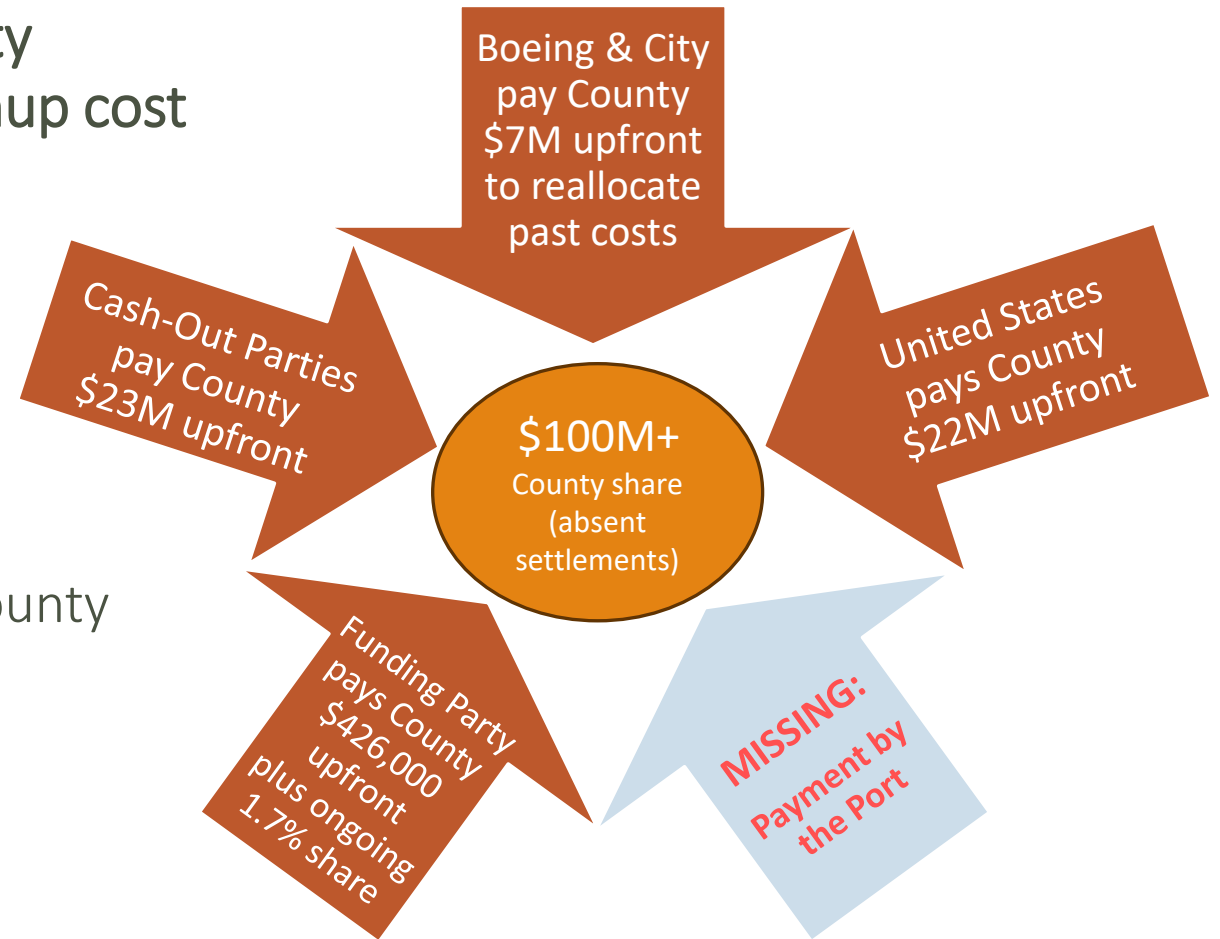 Boeing & City
pay County
$7M upfront
to reallocate
past costs
Cash-Out Parties
pay County
$23M upfront
United States
pays County
$22M upfront
$100M+
County share
(absent
settlements)
Funding Party
pays County
$426,000
upfront
plus ongoing
1.7% share
MISSING:
Payment by
the Port
cost